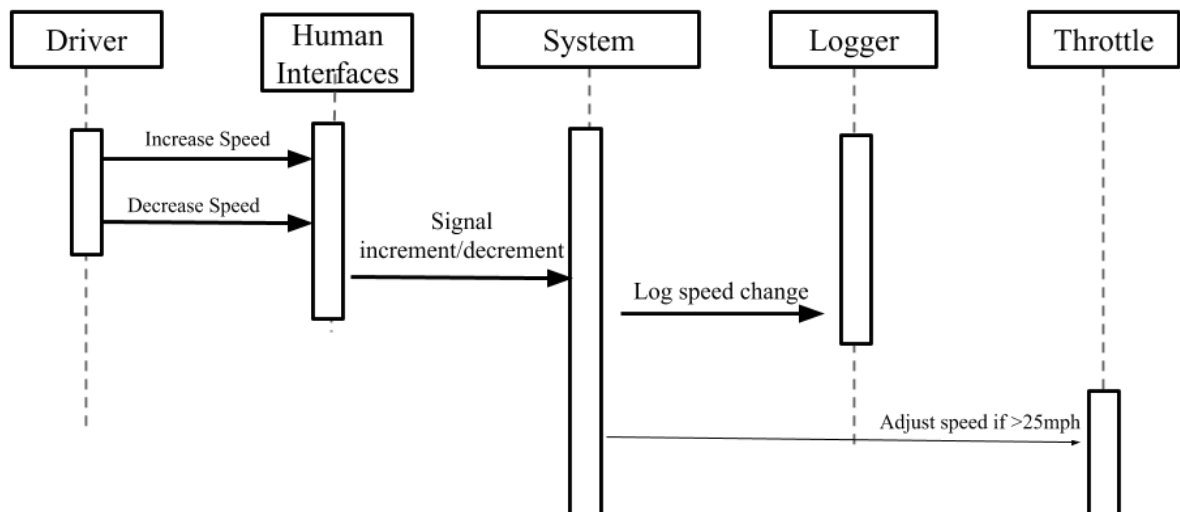 Driver
Human
Interfaces
System
Logger
Throttle
Increase Speed
Decrease Speed
Signal
increment/decrement
Log speed change
Adjust speed if >25mph